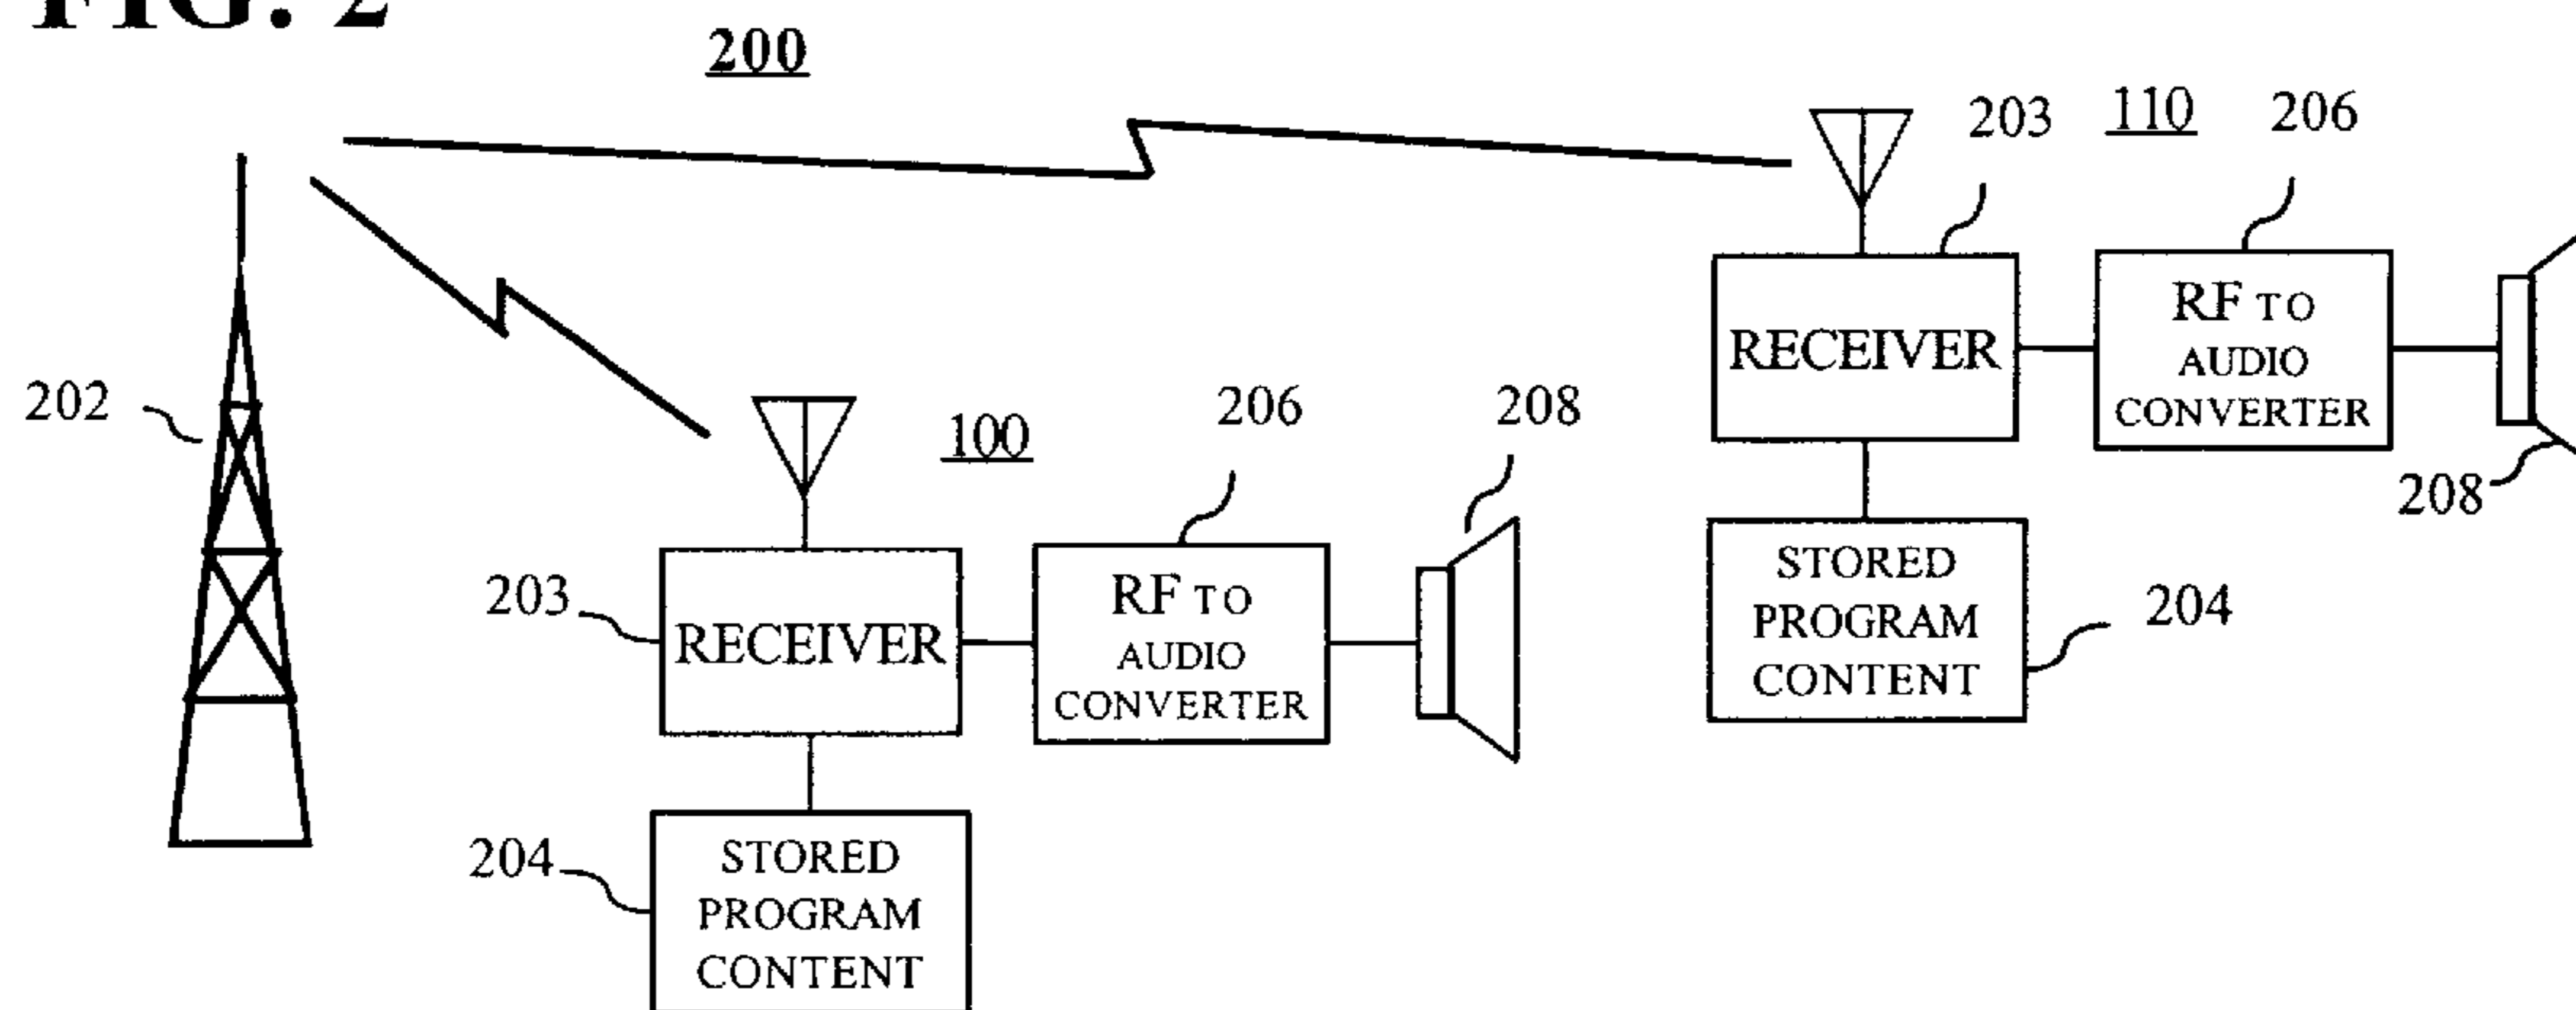 FIG. 2
200
203
110
206
RF TO
AUDIO
CONVERTER
RECEIVER
208
STORED
PROGRAM
CONTENT
204
202
100
206
208
203
RECEIVER
RF TO
AUDIO
CONVERTER
204
STORED
PROGRAM
CONTENT